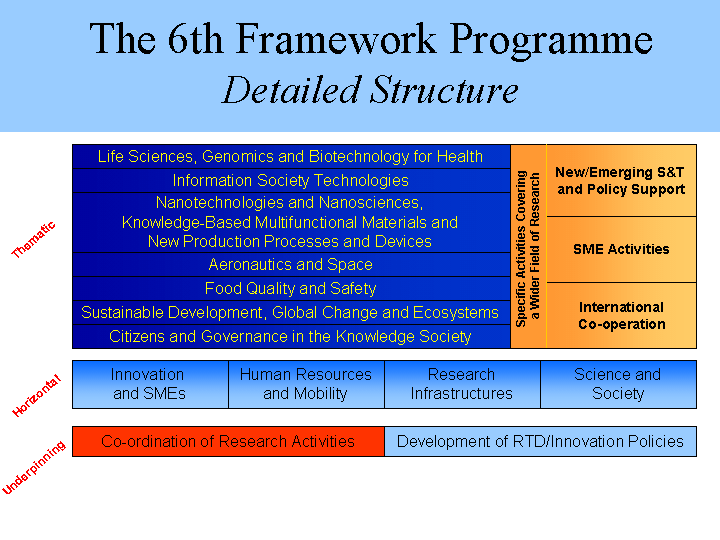 The 6th Framework Programme
Detailed Structure
Thematic
Life Sciences, Genomics and Biotechnology for Health
Information Society Technologies
Nanotechnologies and Nanosciences,
Knowledge-Based Multifunctional Materials and
New Production Processes and Devices
Aeronautics and Space
Food Quality and Safety
Sustainable Development, Global Change and Ecosystems
Citizens and Governance in the Knowledge Society
Specific Activities Covering
a Wider Field of Research
New/Emerging S&T
and Policy Support
SME Activities
International
Co-operation
Horizontal
Innovation
and SMEs
Human Resources
and Mobility
Research
Infrastructures
Science and
Society
Underpinning
Co-ordination of Research Activities
Development of RTD/Innovation Policies